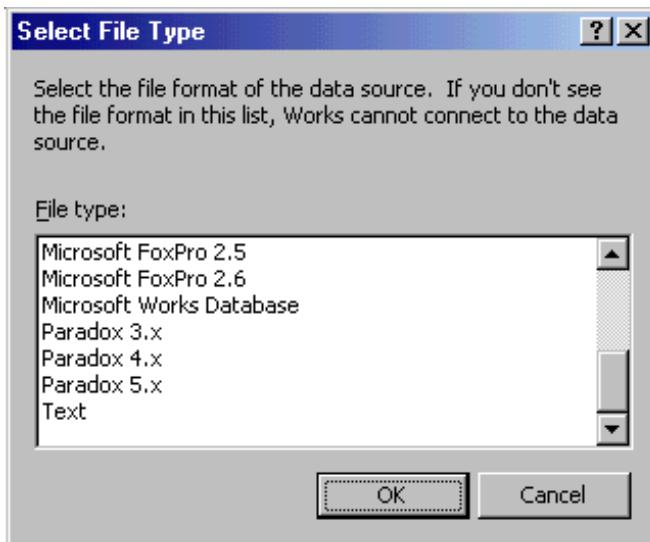 Select File Type
Select the file format of the data source.  If you don't see
the file format in this list, Works cannot connect to the data
source.
File type:
Microsoft FoxPro 2.5
Microsoft FoxPro 2.6
Microsoft Works Database
Paradox 3.x
Paradox 4.x
Paradox 5.x
Text
OK
Cancel